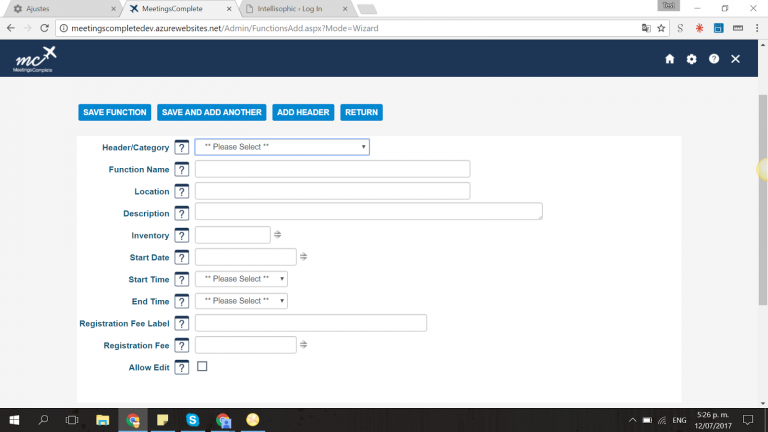 Test
Ajustes
MeetingsComplete
Intellisophic › Log In
meetingscompletedev.azurewebsites.net/Admin/FunctionsAdd.aspx?Mode=Wizard
mc
MeetingsComplete
SAVE FUNCTION SAVE AND ADD ANOTHER ADD HEADER RETURN
Header/Category ? ** Please Select **
Function Name ?
Location ?
Description ?
Inventory ?
Start Date ?
Start Time ? ** Please Select **
End Time ? ** Please Select **
Registration Fee Label ?
Registration Fee ?
Allow Edit ?
ENG
5:26 p. m.
12/07/2017